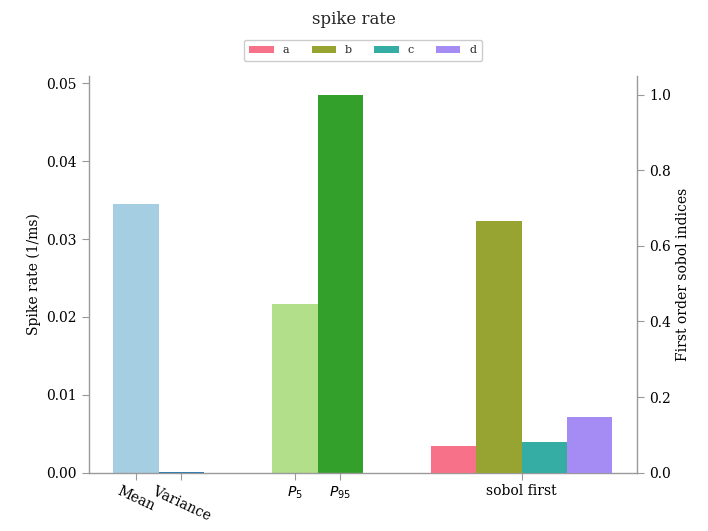 spike rate
a b c d
0.05
0.04
0.03
0.02
0.01
0.00
Spike rate (1/ms)
1.0
0.8
0.6
0.4
0.2
0.0
First order sobol indices
Mean Variance P5 P95 sobol first